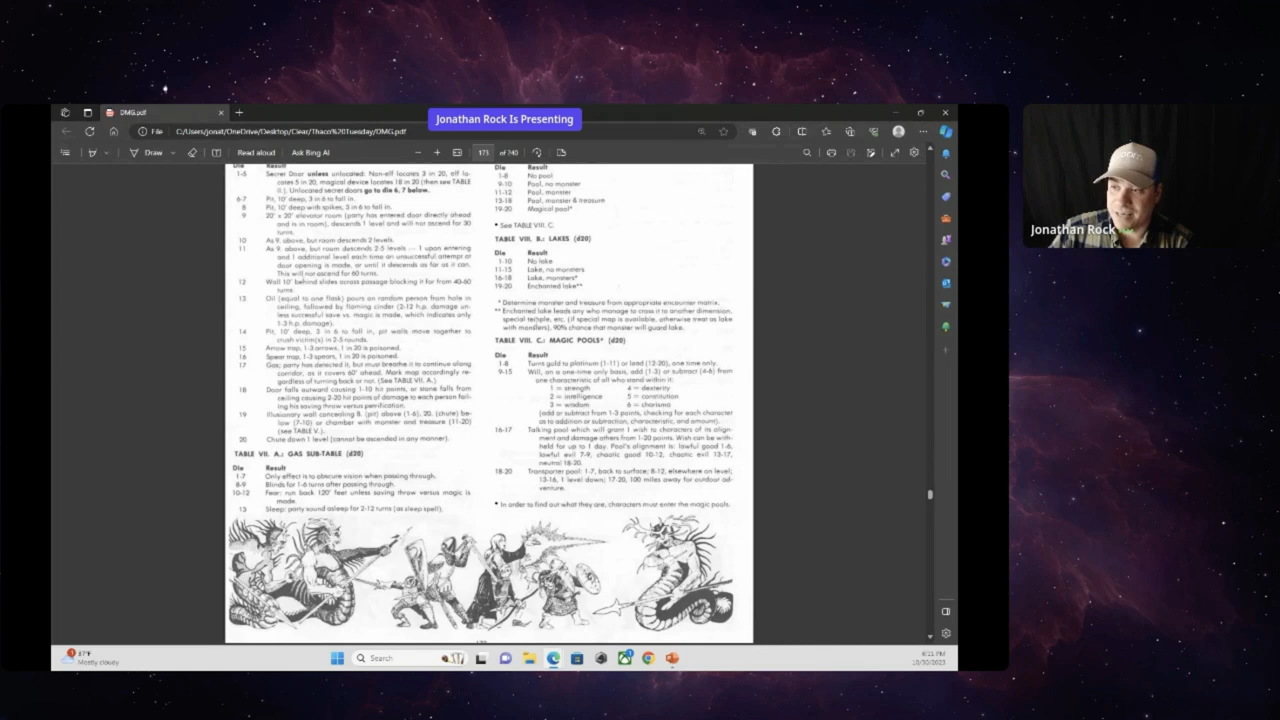 DMG.pdf
Jonathan Rock Is Presenting
File
C:/Users/jonat/OneDrive/Desktop/Clear/Thaco%20Tuesday/DMG.pdf
Draw
Read aloud
Ask Bing AI
173
of 240
Die Result
1-5 Secret Door unless unlocated: Non-elf locates 3 in 20, elf lo-
cates 5 in 20, magical device locates 18 in 20 (then see TABLE
II.). Unlocated secret doors go to die 6, 7 below.
6-7 Pit, 10' deep, 3 in 6 to fall in.
8 Pit, 10' deep with spikes, 3 in 6 to fall in.
9 20' x 20' elevator room (party has entered door directly ahead
and is in room), descends 1 level and will not ascend for 30
turns.
10 As 9. above, but room descends 2 levels.
11 As 9. above, but room descends 2-5 levels — 1 upon entering
and 1 additional level each time an unsuccessful attempt at
door opening is made, or until it descends as far as it can.
This will not ascend for 60 turns.
12 Wall 10' behind slides across passage blocking it for from 40-60
turns.
13 Oil (equal to one flask) pours on random person from hole in
ceiling, followed by flaming cinder (2-12 h.p. damage un-
less successful save vs. magic is made, which indicates only
1-3 h.p. damage).
14 Pit, 10' deep, 3 in 6 to fall in, pit walls move together to
crush victim(s) in 2-5 rounds.
15 Arrow trap, 1-3 arrows, 1 in 20 is poisoned.
16 Spear trap, 1-3 spears, 1 in 20 is poisoned.
17 Gas; party has detected it, but must breathe it to continue along
corridor, as it covers 60' ahead. Mark map accordingly re-
gardless of turning back or not. (See TABLE VII. A.)
18 Door falls outward causing 1-10 hit points, or stone falls from
ceiling causing 2-20 hit points of damage to each person fail-
ing his saving throw versus petrification.
19 Illusionary wall concealing 8. (pit) above (1-6), 20. (chute) be-
low (7-10) or chamber with monster and treasure (11-20)
(see TABLE V.).
20 Chute down 1 level (cannot be ascended in any manner).
TABLE VII. A.: GAS SUB-TABLE (d20)
Die Result
1-7 Only effect is to obscure vision when passing through.
8-9 Blinds for 1-6 turns after passing through.
10-12 Fear: run back 120' feet unless saving throw versus magic is
made.
13 Sleep: party sound asleep for 2-12 turns (as sleep spell).
Die Result
1-8 No pool
9-10 Pool, no monster
11-12 Pool, monster
13-18 Pool, monster & treasure
19-20 Magical pool*
* See TABLE VIII. C.
TABLE VIII. B.: LAKES (d20)
Die Result
1-10 No lake
11-15 Lake, no monsters
16-18 Lake, monsters*
19-20 Enchanted lake**
* Determine monster and treasure from appropriate encounter matrix.
** Enchanted lake leads any who manage to cross it to another dimension,
special temple, etc. (if special map is available, otherwise treat as lake
with monsters), 90% chance that monster will guard lake.
TABLE VIII. C.: MAGIC POOLS* (d20)
Die Result
1-8 Turns gold to platinum (1-11) or lead (12-20), one time only.
9-15 Will, on a one-time only basis, add (1-3) or subtract (4-6) from
one characteristic of all who stand within it:
1 = strength 4 = dexterity
2 = intelligence 5 = constitution
3 = wisdom 6 = charisma
(add or subtract from 1-3 points, checking for each character
as to addition or subtraction, characteristic, and amount).
16-17 Talking pool which will grant 1 wish to characters of its align-
ment and damage others from 1-20 points. Wish can be with-
held for up to 1 day. Pool's alignment is: lawful good 1-6,
lawful evil 7-9, chaotic good 10-12, chaotic evil 13-17,
neutral 18-20.
18-20 Transporter pool: 1-7, back to surface; 8-12, elsewhere on level;
13-16, 1 level down; 17-20, 100 miles away for outdoor ad-
venture.
* In order to find out what they are, characters must enter the magic pools.
Jonathan Rock
87°F
Mostly cloudy
Search
6:11 PM
10/30/2023